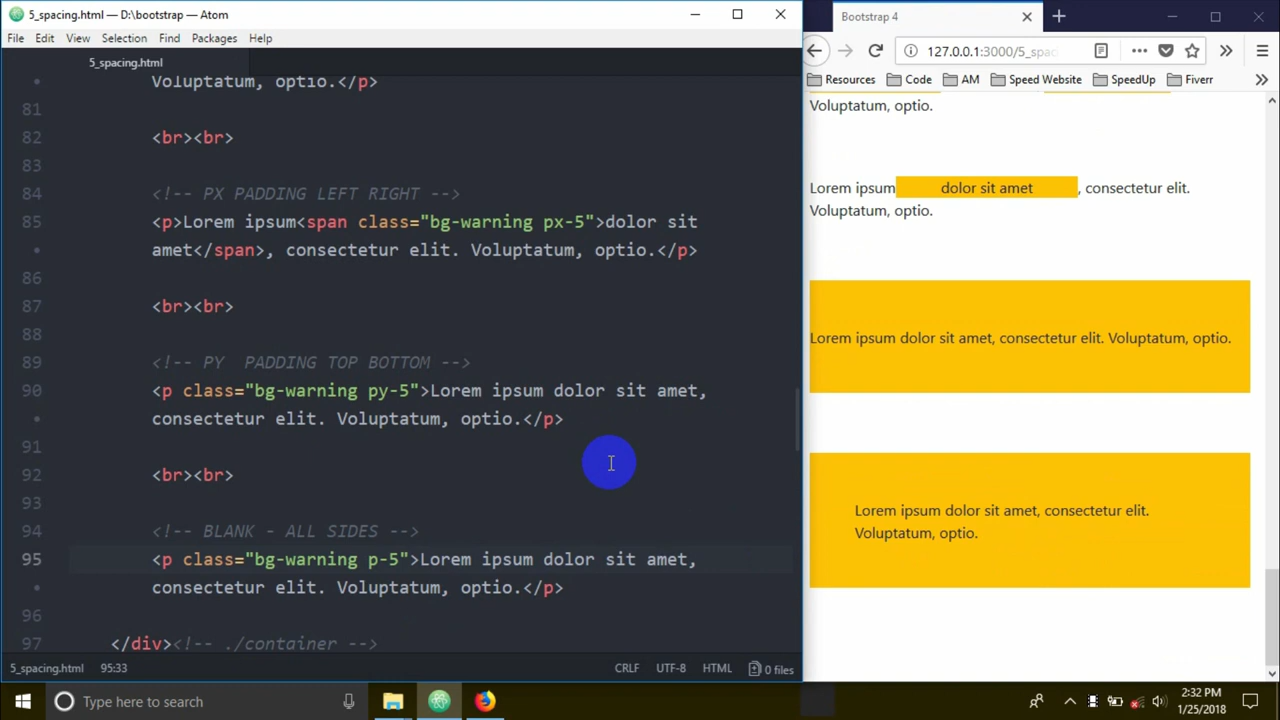 5_spacing.html — D:\bootstrap — Atom
File Edit View Selection Find Packages Help
5_spacing.html
• Voluptatum, optio.</p>
81
82 <br><br>
83
84 <!-- PX PADDING LEFT RIGHT -->
85 <p>Lorem ipsum<span class="bg-warning px-5">dolor sit
• amet</span>, consectetur elit. Voluptatum, optio.</p>
86
87 <br><br>
88
89 <!-- PY  PADDING TOP BOTTOM -->
90 <p class="bg-warning py-5">Lorem ipsum dolor sit amet,
• consectetur elit. Voluptatum, optio.</p>
91
92 <br><br>
93
94 <!-- BLANK - ALL SIDES -->
95 <p class="bg-warning p-5">Lorem ipsum dolor sit amet,
• consectetur elit. Voluptatum, optio.</p>
96
97 </div><!-- ./container -->
5_spacing.html 95:33 CRLF UTF-8 HTML 0 files
Bootstrap 4
127.0.0.1:3000/5_spac
Resources Code AM Speed Website SpeedUp Fiverr
Voluptatum, optio.
Lorem ipsum dolor sit amet , consectetur elit.
Voluptatum, optio.
Lorem ipsum dolor sit amet, consectetur elit. Voluptatum, optio.
Lorem ipsum dolor sit amet, consectetur elit.
Voluptatum, optio.
Type here to search
2:32 PM
1/25/2018